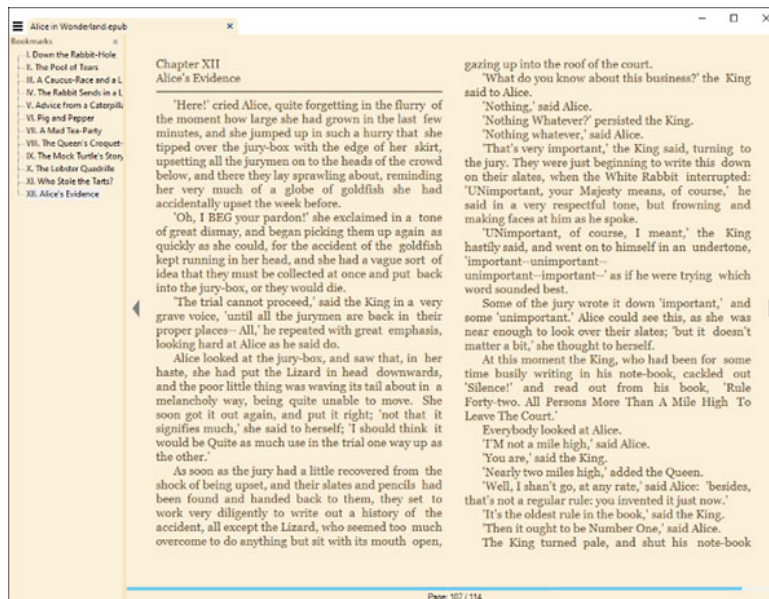 Alice in Wonderland.epub
Bookmarks
I. Down the Rabbit-Hole
II. The Pool of Tears
III. A Caucus-Race and a L
IV. The Rabbit Sends in a L
V. Advice from a Caterpilla
VI. Pig and Pepper
VII. A Mad Tea-Party
VIII. The Queen's Croquet-
IX. The Mock Turtle's Story
X. The Lobster Quadrille
XI. Who Stole the Tarts?
XII. Alice's Evidence
Chapter XII
Alice's Evidence
'Here!' cried Alice, quite forgetting in the flurry of
the moment how large she had grown in the last few
minutes, and she jumped up in such a hurry that she
tipped over the jury-box with the edge of her skirt,
upsetting all the jurymen on to the heads of the crowd
below, and there they lay sprawling about, reminding
her very much of a globe of goldfish she had
accidentally upset the week before.
'Oh, I BEG your pardon!' she exclaimed in a tone
of great dismay, and began picking them up again as
quickly as she could, for the accident of the goldfish
kept running in her head, and she had a vague sort of
idea that they must be collected at once and put back
into the jury-box, or they would die.
'The trial cannot proceed,' said the King in a very
grave voice, 'until all the jurymen are back in their
proper places-- All,' he repeated with great emphasis,
looking hard at Alice as he said do.
Alice looked at the jury-box, and saw that, in her
haste, she had put the Lizard in head downwards,
and the poor little thing was waving its tail about in a
melancholy way, being quite unable to move. She
soon got it out again, and put it right; 'not that it
signifies much,' she said to herself; 'I should think it
would be Quite as much use in the trial one way up as
the other.'
As soon as the jury had a little recovered from the
shock of being upset, and their slates and pencils had
been found and handed back to them, they set to
work very diligently to write out a history of the
accident, all except the Lizard, who seemed too much
overcome to do anything but sit with its mouth open,
gazing up into the roof of the court.
'What do you know about this business?' the King
said to Alice.
'Nothing,' said Alice.
'Nothing Whatever?' persisted the King.
'Nothing whatever,' said Alice.
'That's very important,' the King said, turning to
the jury. They were just beginning to write this down
on their slates, when the White Rabbit interrupted:
'UNimportant, your Majesty means, of course,' he
said in a very respectful tone, but frowning and
making faces at him as he spoke.
'UNimportant, of course, I meant,' the King
hastily said, and went on to himself in an undertone,
'important--unimportant--
unimportant--important--' as if he were trying which
word sounded best.
Some of the jury wrote it down 'important,' and
some 'unimportant.' Alice could see this, as she was
near enough to look over their slates; 'but it doesn't
matter a bit,' she thought to herself.
At this moment the King, who had been for some
time busily writing in his note-book, cackled out
'Silence!' and read out from his book, 'Rule
Forty-two. All Persons More Than A Mile High To
Leave The Court.'
Everybody looked at Alice.
'I'M not a mile high,' said Alice.
'You are,' said the King.
'Nearly two miles high,' added the Queen.
'Well, I shan't go, at any rate,' said Alice: 'besides,
that's not a regular rule: you invented it just now.'
'It's the oldest rule in the book,' said the King.
'Then it ought to be Number One,' said Alice.
The King turned pale, and shut his note-book
Page: 107 / 114